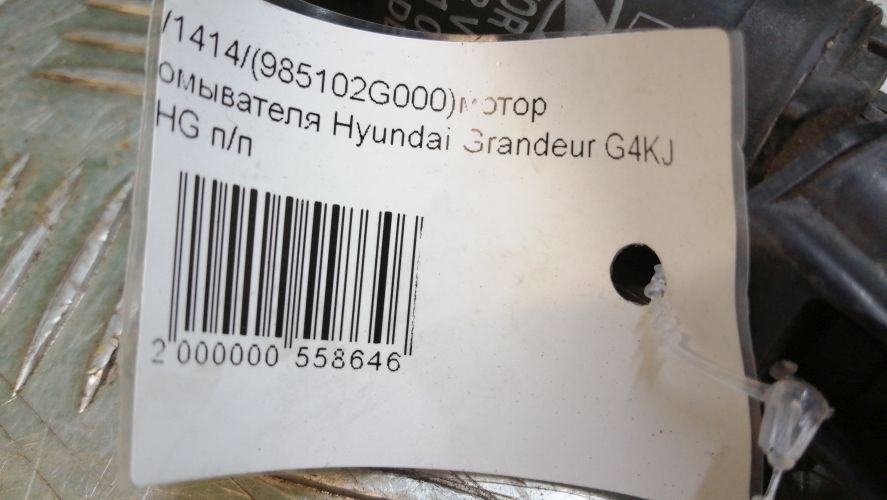 /1414/(985102G000)мотор
омывателя Hyundai Grandeur G4KJ
HG п/п
2 000000 558646